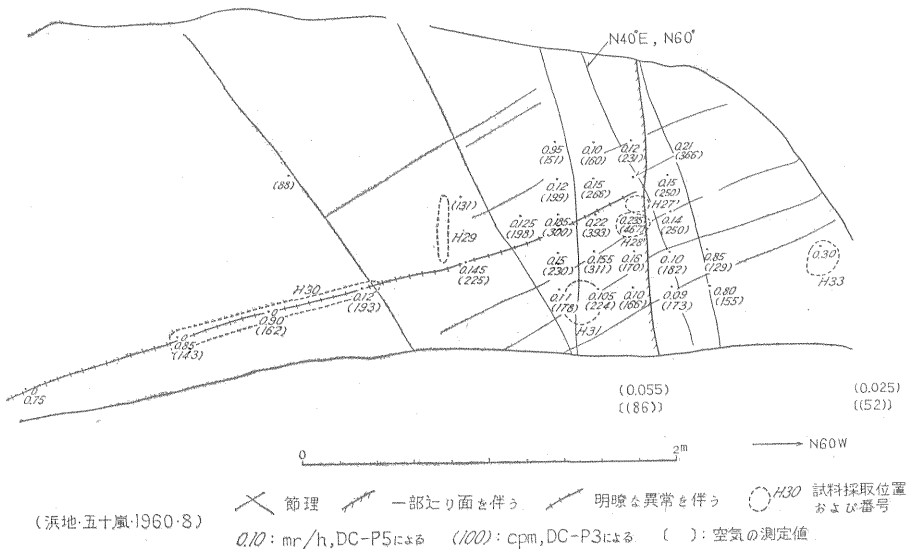 N40°E, N60°
0.95 0.10 0.12 0.21
(151) (160) (231) (366)
(88)
0.12 0.15 0.15
(199) (266) (250)
(131) H27'
0.125 0.185 0.22 0.235 0.14
(198) (300) (393) (467) (250)
H29 H28
0.15 0.155 0.16 0.10 0.85 0.30
(230) (311) (170) (182) (129)
0.145 H33
(225)
H30 0.12 0.11 0.105 0.10 0.09 0.80
(193) (178) (224) (166) (173) (155)
0.90 H31
(162)
0.85
(143)
0.75
(0.055) (0.025)
[(86)] [(52)]
N60W
0 2m
節理 一部辷り面を伴う 明瞭な異常を伴う H30 試料採取位置
および番号
(浜地・五十嵐・1960・8)
0.10: mr/h, DC-P5による (100): cpm, DC-P3による ( ): 空気の測定値